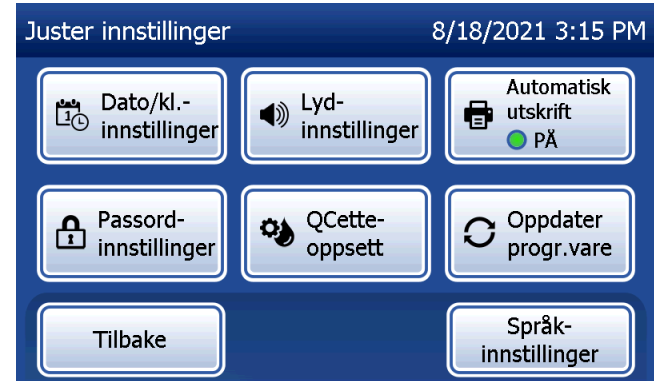 Juster innstillinger 8/18/2021 3:15 PM
Dato/kl.-
innstillinger
Lyd-
innstillinger
Automatisk
utskrift
PÄ
Passord-
innstillinger
QCette-
oppsett
Oppdater
progr.vare
Tilbake
Språk-
innstillinger